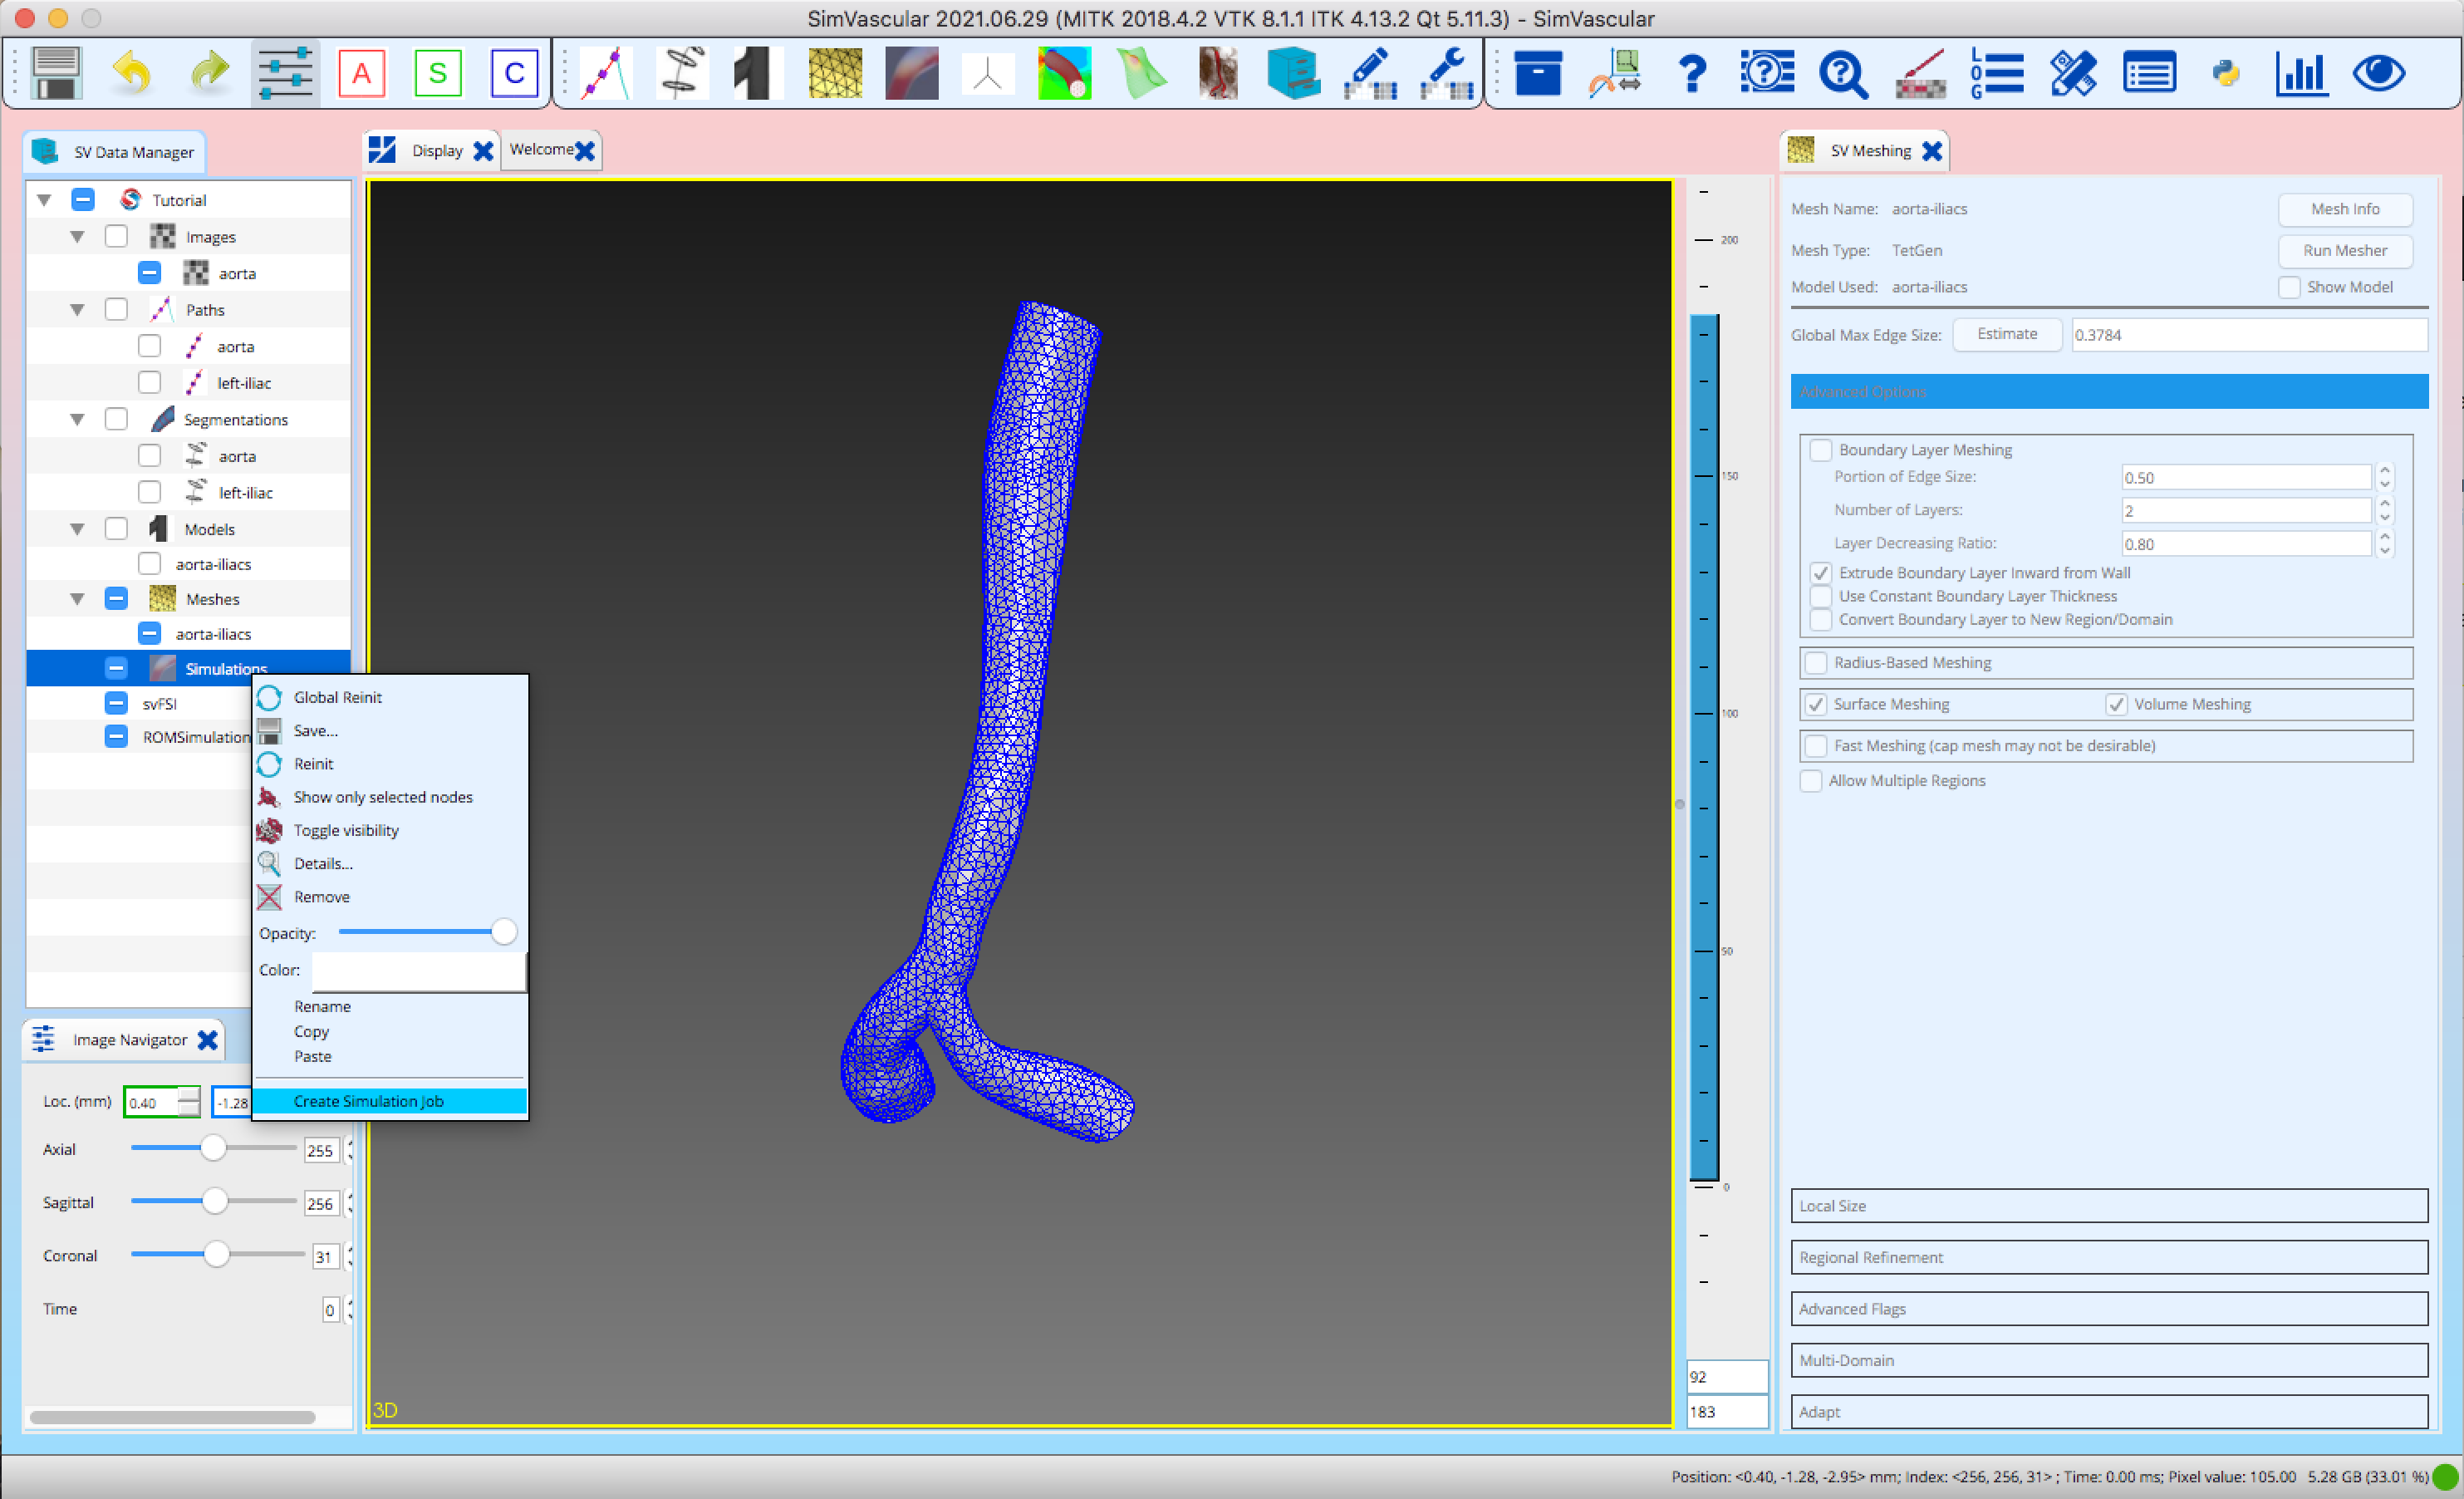 SimVascular 2021.06.29 (MITK 2018.4.2 VTK 8.1.1 ITK 4.13.2 Qt 5.11.3) - SimVascular
A S C
LOG
SV Data Manager
Display
Welcome
SV Meshing
Tutorial
Images
aorta
Paths
aorta
left-iliac
Segmentations
aorta
left-iliac
Models
aorta-iliacs
Meshes
aorta-iliacs
Simulations
svFSI
ROMSimulation
Global Reinit
Save...
Reinit
Show only selected nodes
Toggle visibility
Details...
Remove
Opacity:
Color:
Rename
Copy
Paste
Create Simulation Job
Image Navigator
Loc. (mm) 0.40 -1.28
Axial 255
Sagittal 256
Coronal 31
Time 0
3D
200
150
100
50
0
92
183
Mesh Name: aorta-iliacs
Mesh Info
Mesh Type: TetGen
Run Mesher
Model Used: aorta-iliacs
Show Model
Global Max Edge Size: Estimate 0.3784
Advanced Options
Boundary Layer Meshing
Portion of Edge Size: 0.50
Number of Layers: 2
Layer Decreasing Ratio: 0.80
Extrude Boundary Layer Inward from Wall
Use Constant Boundary Layer Thickness
Convert Boundary Layer to New Region/Domain
Radius-Based Meshing
Surface Meshing
Volume Meshing
Fast Meshing (cap mesh may not be desirable)
Allow Multiple Regions
Local Size
Regional Refinement
Advanced Flags
Multi-Domain
Adapt
Position: <0.40, -1.28, -2.95> mm; Index: <256, 256, 31> ; Time: 0.00 ms; Pixel value: 105.00 5.28 GB (33.01 %)